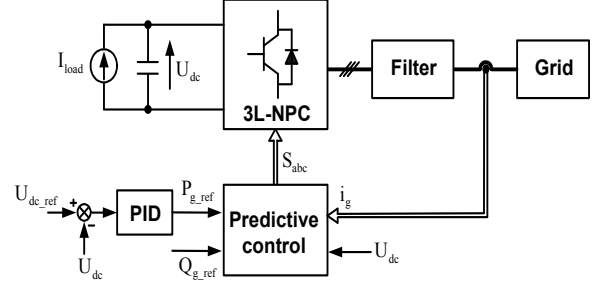 I_load
U_dc
3L-NPC
Filter
Grid
S_abc
i_g
U_dc_ref
+
−
U_dc
PID
P_g_ref
Q_g_ref
Predictive
control
U_dc